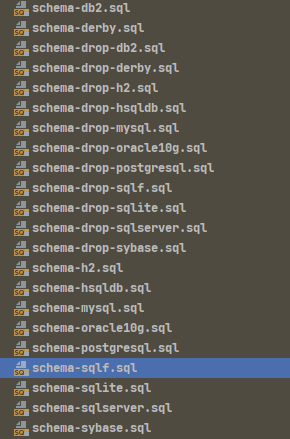 schema-db2.sql
schema-derby.sql
schema-drop-db2.sql
schema-drop-derby.sql
schema-drop-h2.sql
schema-drop-hsqldb.sql
schema-drop-mysql.sql
schema-drop-oracle10g.sql
schema-drop-postgresql.sql
schema-drop-sqlf.sql
schema-drop-sqlite.sql
schema-drop-sqlserver.sql
schema-drop-sybase.sql
schema-h2.sql
schema-hsqldb.sql
schema-mysql.sql
schema-oracle10g.sql
schema-postgresql.sql
schema-sqlf.sql
schema-sqlite.sql
schema-sqlserver.sql
schema-sybase.sql